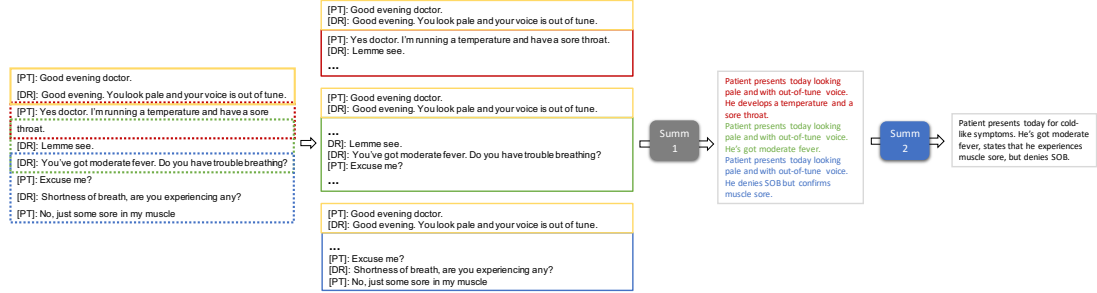 [PT]: Good evening doctor.
[DR]: Good evening. You look pale and your voice is out of tune.
[PT]: Yes doctor. I'm running a temperature and have a sore
throat.
[DR]: Lemme see.
[DR]: You've got moderate fever. Do you have trouble breathing?
[PT]: Excuse me?
[DR]: Shortness of breath, are you experiencing any?
[PT]: No, just some sore in my muscle
[PT]: Good evening doctor.
[DR]: Good evening. You look pale and your voice is out of tune.
[PT]: Yes doctor. I'm running a temperature and have a sore throat.
[DR]: Lemme see.
...
[PT]: Good evening doctor.
[DR]: Good evening. You look pale and your voice is out of tune.
...
DR]: Lemme see.
[DR]: You've got moderate fever. Do you have trouble breathing?
[PT]: Excuse me?
...
[PT]: Good evening doctor.
[DR]: Good evening. You look pale and your voice is out of tune.
...
[PT]: Excuse me?
[DR]: Shortness of breath, are you experiencing any?
[PT]: No, just some sore in my muscle
Summ
1
Patient presents today looking
pale and with out-of-tune voice.
He develops a temperature and a
sore throat.
Patient presents today looking
pale and with out-of-tune voice.
He's got moderate fever.
Patient presents today looking
pale and with out-of-tune voice.
He denies SOB but confirms
muscle sore.
Summ
2
Patient presents today for cold-
like symptoms. He's got moderate
fever, states that he experiences
muscle sore, but denies SOB.